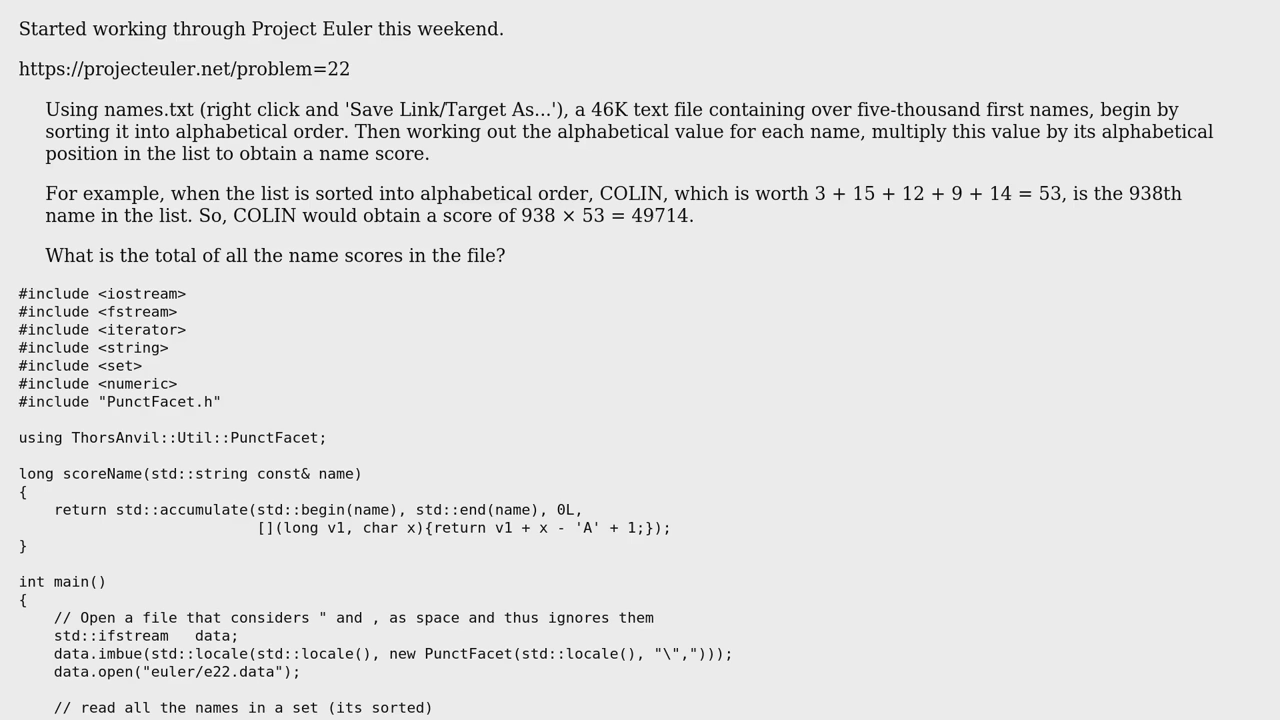 Started working through Project Euler this weekend.
https://projecteuler.net/problem=22
Using names.txt (right click and 'Save Link/Target As...'), a 46K text file containing over five-thousand first names, begin by
sorting it into alphabetical order. Then working out the alphabetical value for each name, multiply this value by its alphabetical
position in the list to obtain a name score.
For example, when the list is sorted into alphabetical order, COLIN, which is worth 3 + 15 + 12 + 9 + 14 = 53, is the 938th
name in the list. So, COLIN would obtain a score of 938 × 53 = 49714.
What is the total of all the name scores in the file?
#include <iostream>
#include <fstream>
#include <iterator>
#include <string>
#include <set>
#include <numeric>
#include "PunctFacet.h"
using ThorsAnvil::Util::PunctFacet;
long scoreName(std::string const& name)
{
    return std::accumulate(std::begin(name), std::end(name), 0L,
                           [](long v1, char x){return v1 + x - 'A' + 1;});
}
int main()
{
    // Open a file that considers " and , as space and thus ignores them
    std::ifstream   data;
    data.imbue(std::locale(std::locale(), new PunctFacet(std::locale(), "\",")));
    data.open("euler/e22.data");
    // read all the names in a set (its sorted)